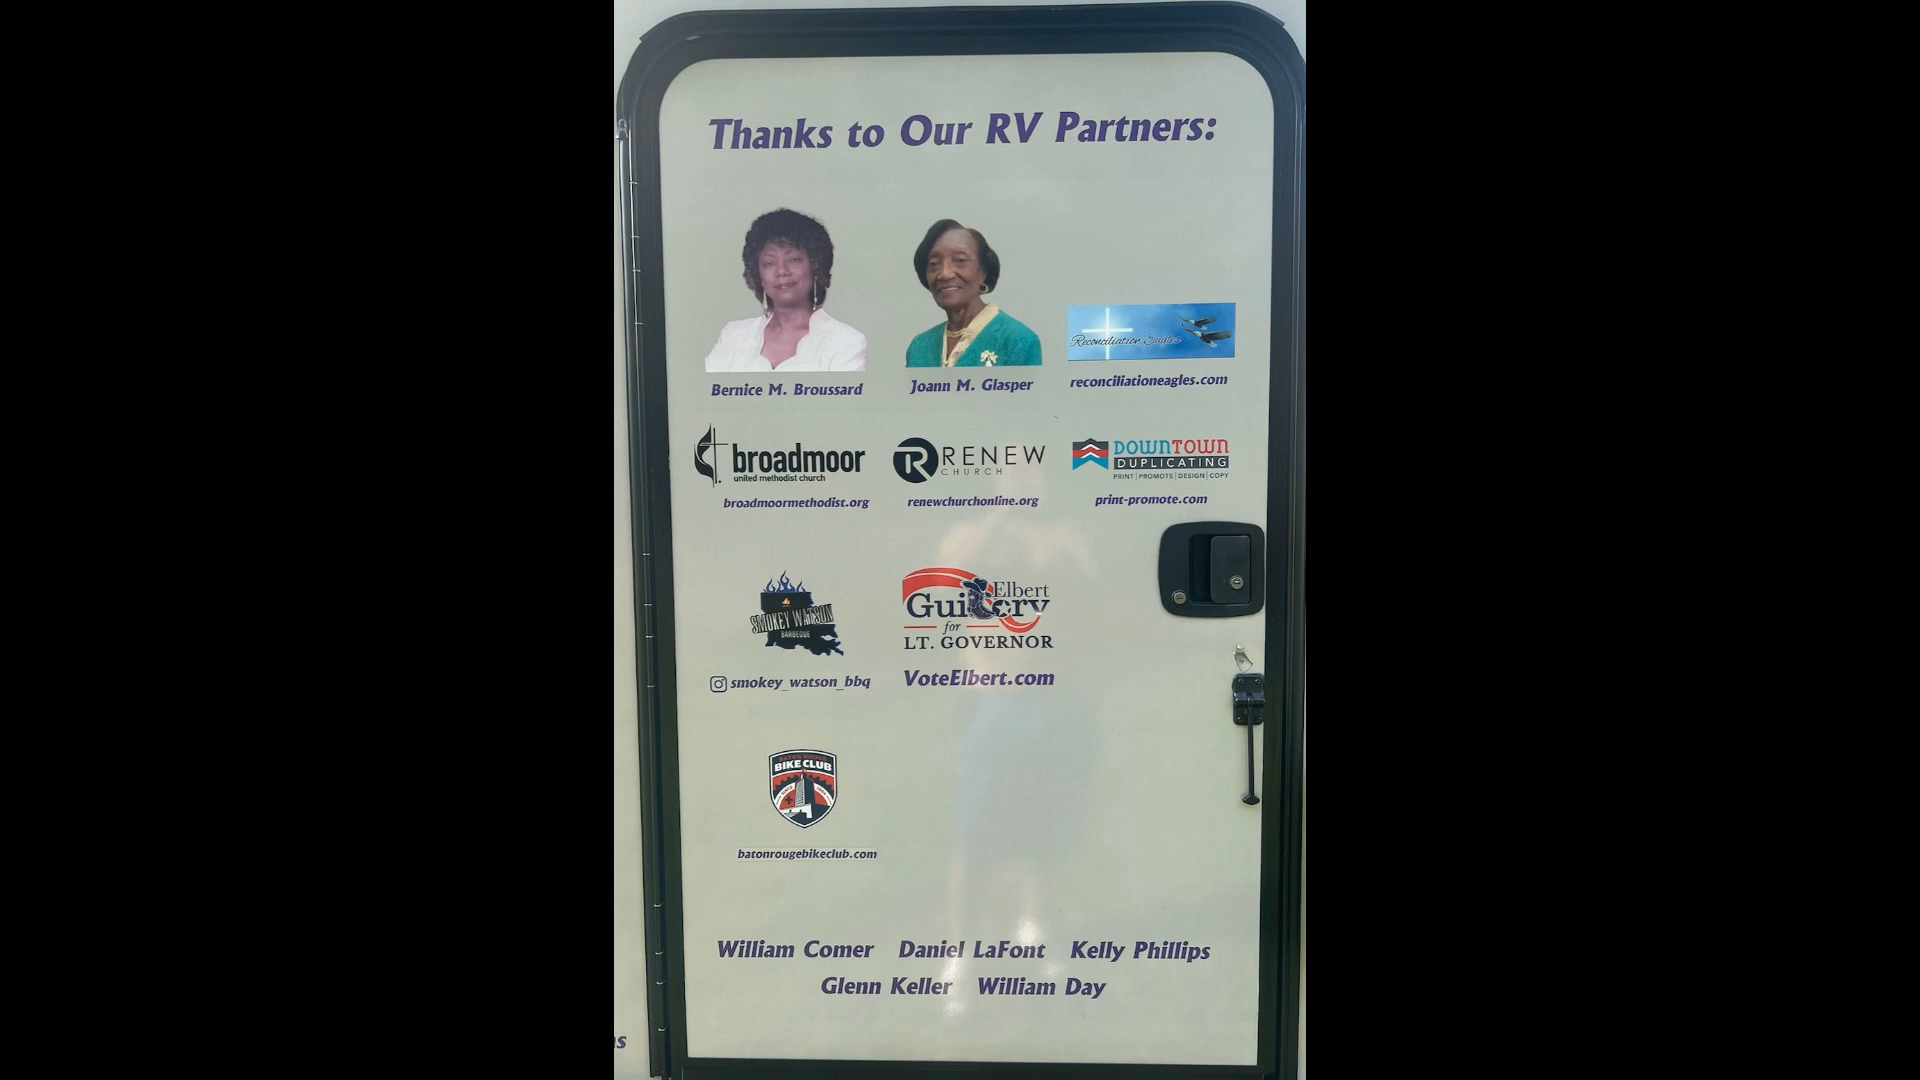 Thanks to Our RV Partners:
Bernice M. Broussard
Joann M. Glasper
Reconciliation Eagles
reconciliationeagles.com
broadmoor
united methodist church
broadmoormethodist.org
R RENEW
CHURCH
renewchurchonline.org
DOWNTOWN
DUPLICATING
PRINT | PROMOTE | DESIGN | COPY
print-promote.com
SMOKEY WATSON
BARBEQUE
smokey_watson_bbq
Elbert
Guillory
for
LT. GOVERNOR
VoteElbert.com
BATON ROUGE
BIKE CLUB
SINCE
batonrougebikeclub.com
William Comer Daniel LaFont Kelly Phillips
Glenn Keller William Day